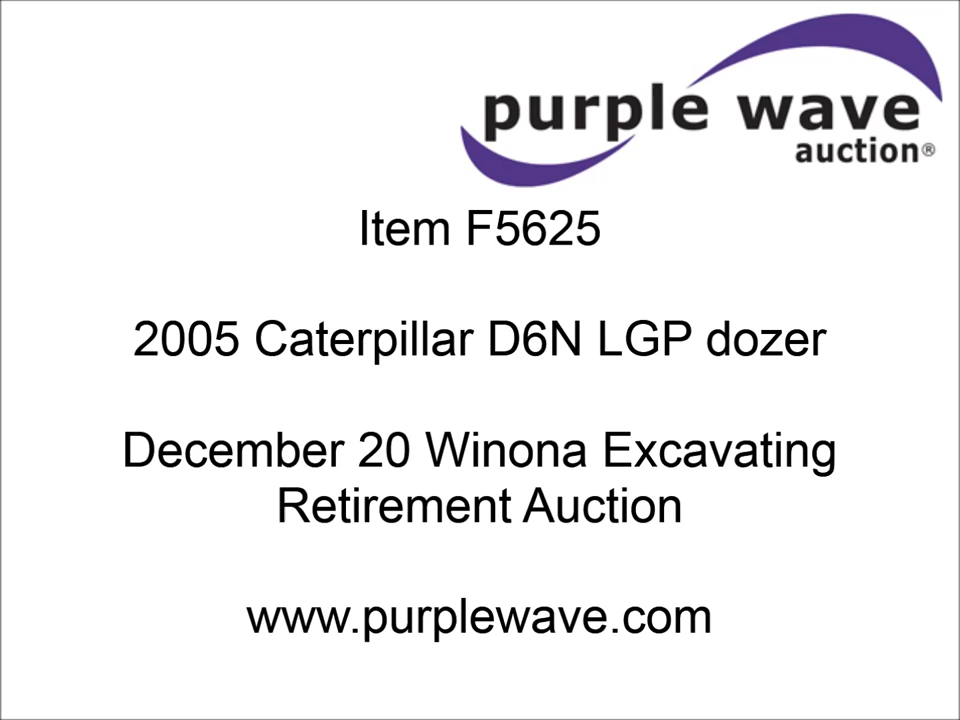 purple wave
auction®
Item F5625
2005 Caterpillar D6N LGP dozer
December 20 Winona Excavating
Retirement Auction
www.purplewave.com